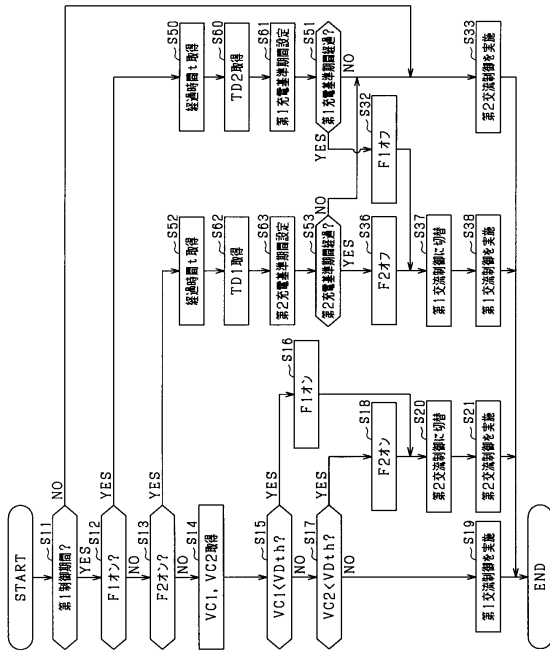 START
S11
第1制御期間?
NO
YES
S12
F1オン?
YES
NO
S13
F2オン?
YES
NO
S14
VC1, VC2取得
S15
VC1<VDth?
YES
NO
S16
F1オン
S17
VC2<VDth?
YES
NO
S18
F2オン
S20
第2交流制御に切替
S21
第2交流制御を実施
S19
第1交流制御を実施
S52
経過時間t取得
S62
TD1取得
S63
第2充電基準期間設定
S53
第2充電基準期間経過?
NO
YES
S36
F2オフ
S37
第1交流制御に切替
S38
第1交流制御を実施
S50
経過時間t取得
S60
TD2取得
S61
第1充電基準期間設定
S51
第1充電基準期間経過?
YES
NO
S32
F1オフ
S33
第2交流制御を実施
END